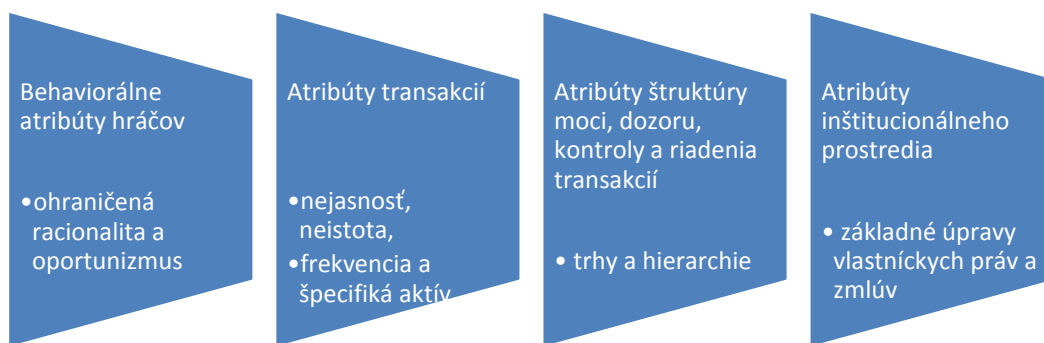 Behaviorálne
atribúty hráčov
•ohraničená
racionalita a
oportunizmus
Atribúty transakcií
•nejasnosť,
neistota,
•frekvencia a
špecifiká aktív
Atribúty štruktúry
moci, dozoru,
kontroly a riadenia
transakcií
• trhy a hierarchie
Atribúty
inštitucionálneho
prostredia
• základné úpravy
vlastníckych práv a
zmlúv